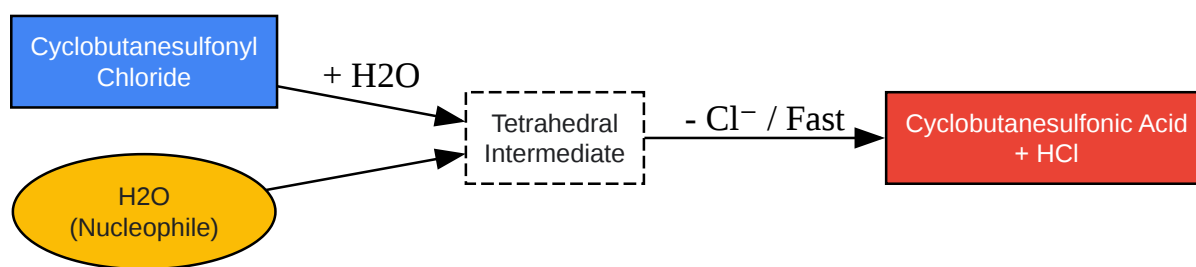 Cyclobutanesulfonyl
Chloride
+ H2O
H2O
(Nucleophile)
Tetrahedral
Intermediate
- Cl⁻ / Fast
Cyclobutanesulfonic Acid
+ HCl